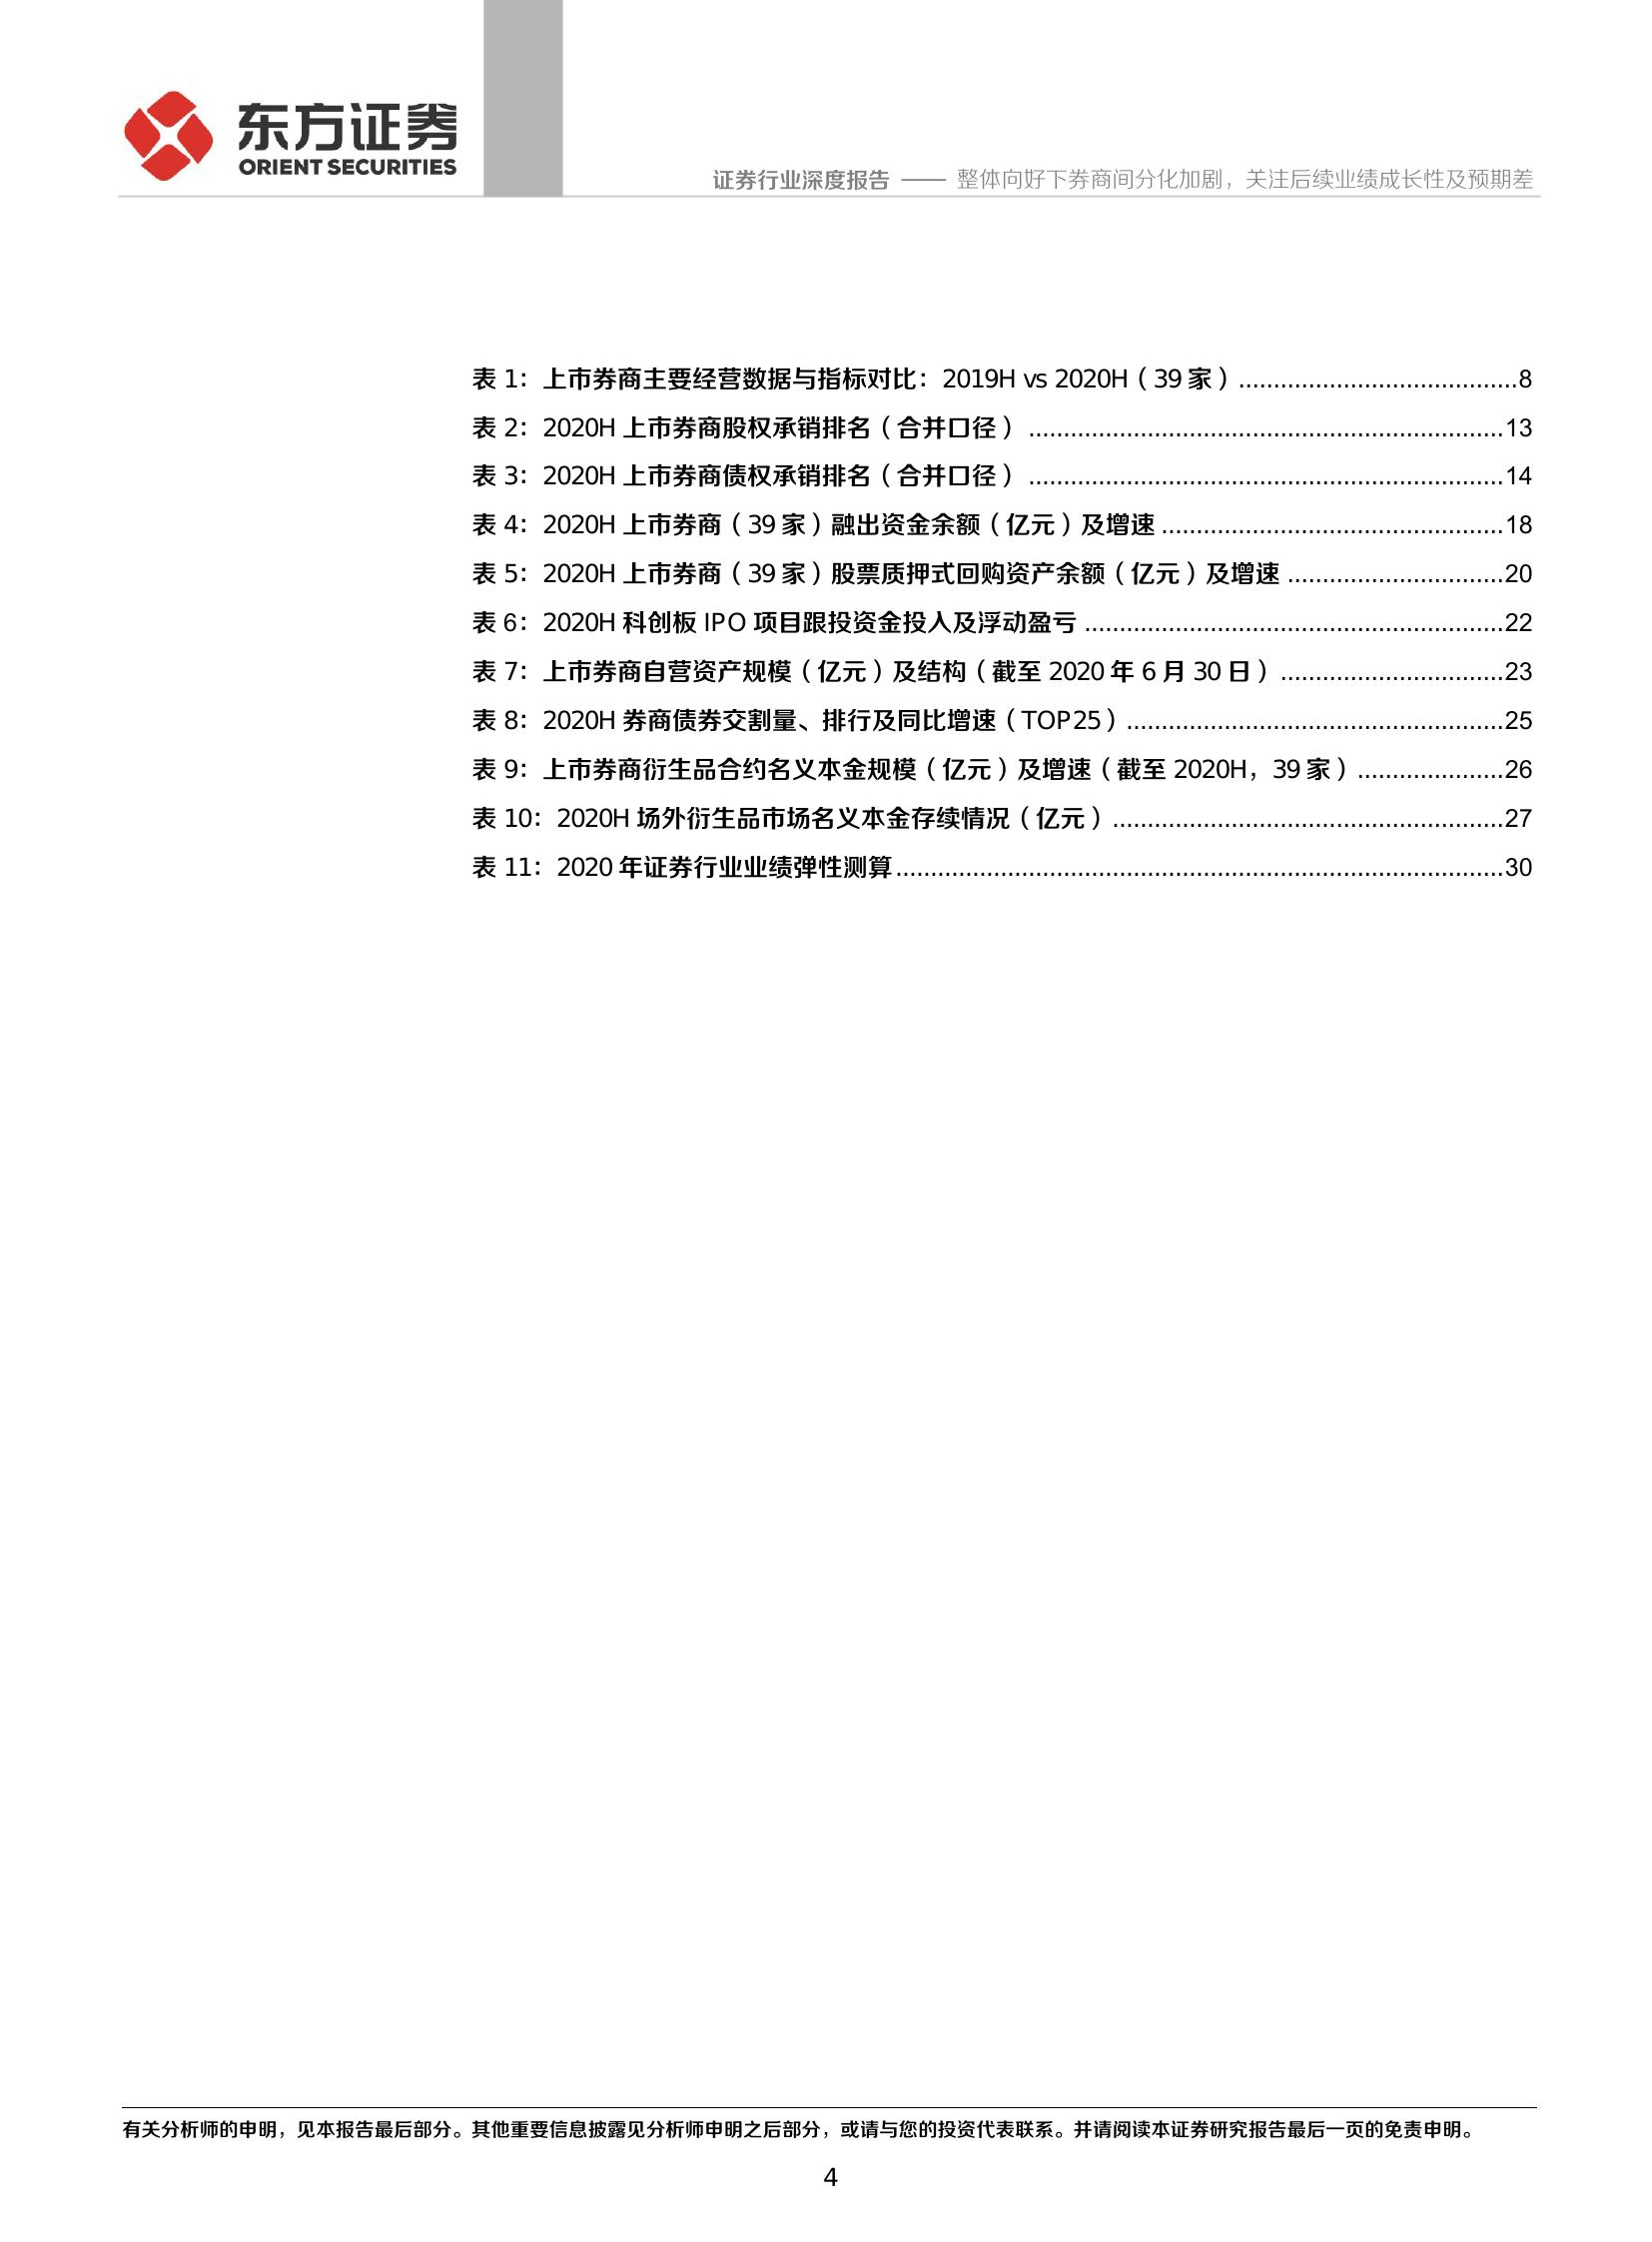 东方证券
ORIENT SECURITIES
证券行业深度报告 —— 整体向好下券商间分化加剧，关注后续业绩成长性及预期差
表 1：上市券商主要经营数据与指标对比：2019H vs 2020H（39 家）........................................8
表 2：2020H 上市券商股权承销排名（合并口径）....................................................................13
表 3：2020H 上市券商债权承销排名（合并口径）....................................................................14
表 4：2020H 上市券商（39 家）融出资金余额（亿元）及增速.................................................18
表 5：2020H 上市券商（39 家）股票质押式回购资产余额（亿元）及增速...............................20
表 6：2020H 科创板 IPO 项目跟投资金投入及浮动盈亏............................................................22
表 7：上市券商自营资产规模（亿元）及结构（截至 2020 年 6 月 30 日）................................23
表 8：2020H 券商债券交割量、排行及同比增速（TOP25）......................................................25
表 9：上市券商衍生品合约名义本金规模（亿元）及增速（截至 2020H，39 家）.....................26
表 10：2020H 场外衍生品市场名义本金存续情况（亿元）........................................................27
表 11：2020 年证券行业业绩弹性测算.......................................................................................30
有关分析师的申明，见本报告最后部分。其他重要信息披露见分析师申明之后部分，或请与您的投资代表联系。并请阅读本证券研究报告最后一页的免责申明。
4